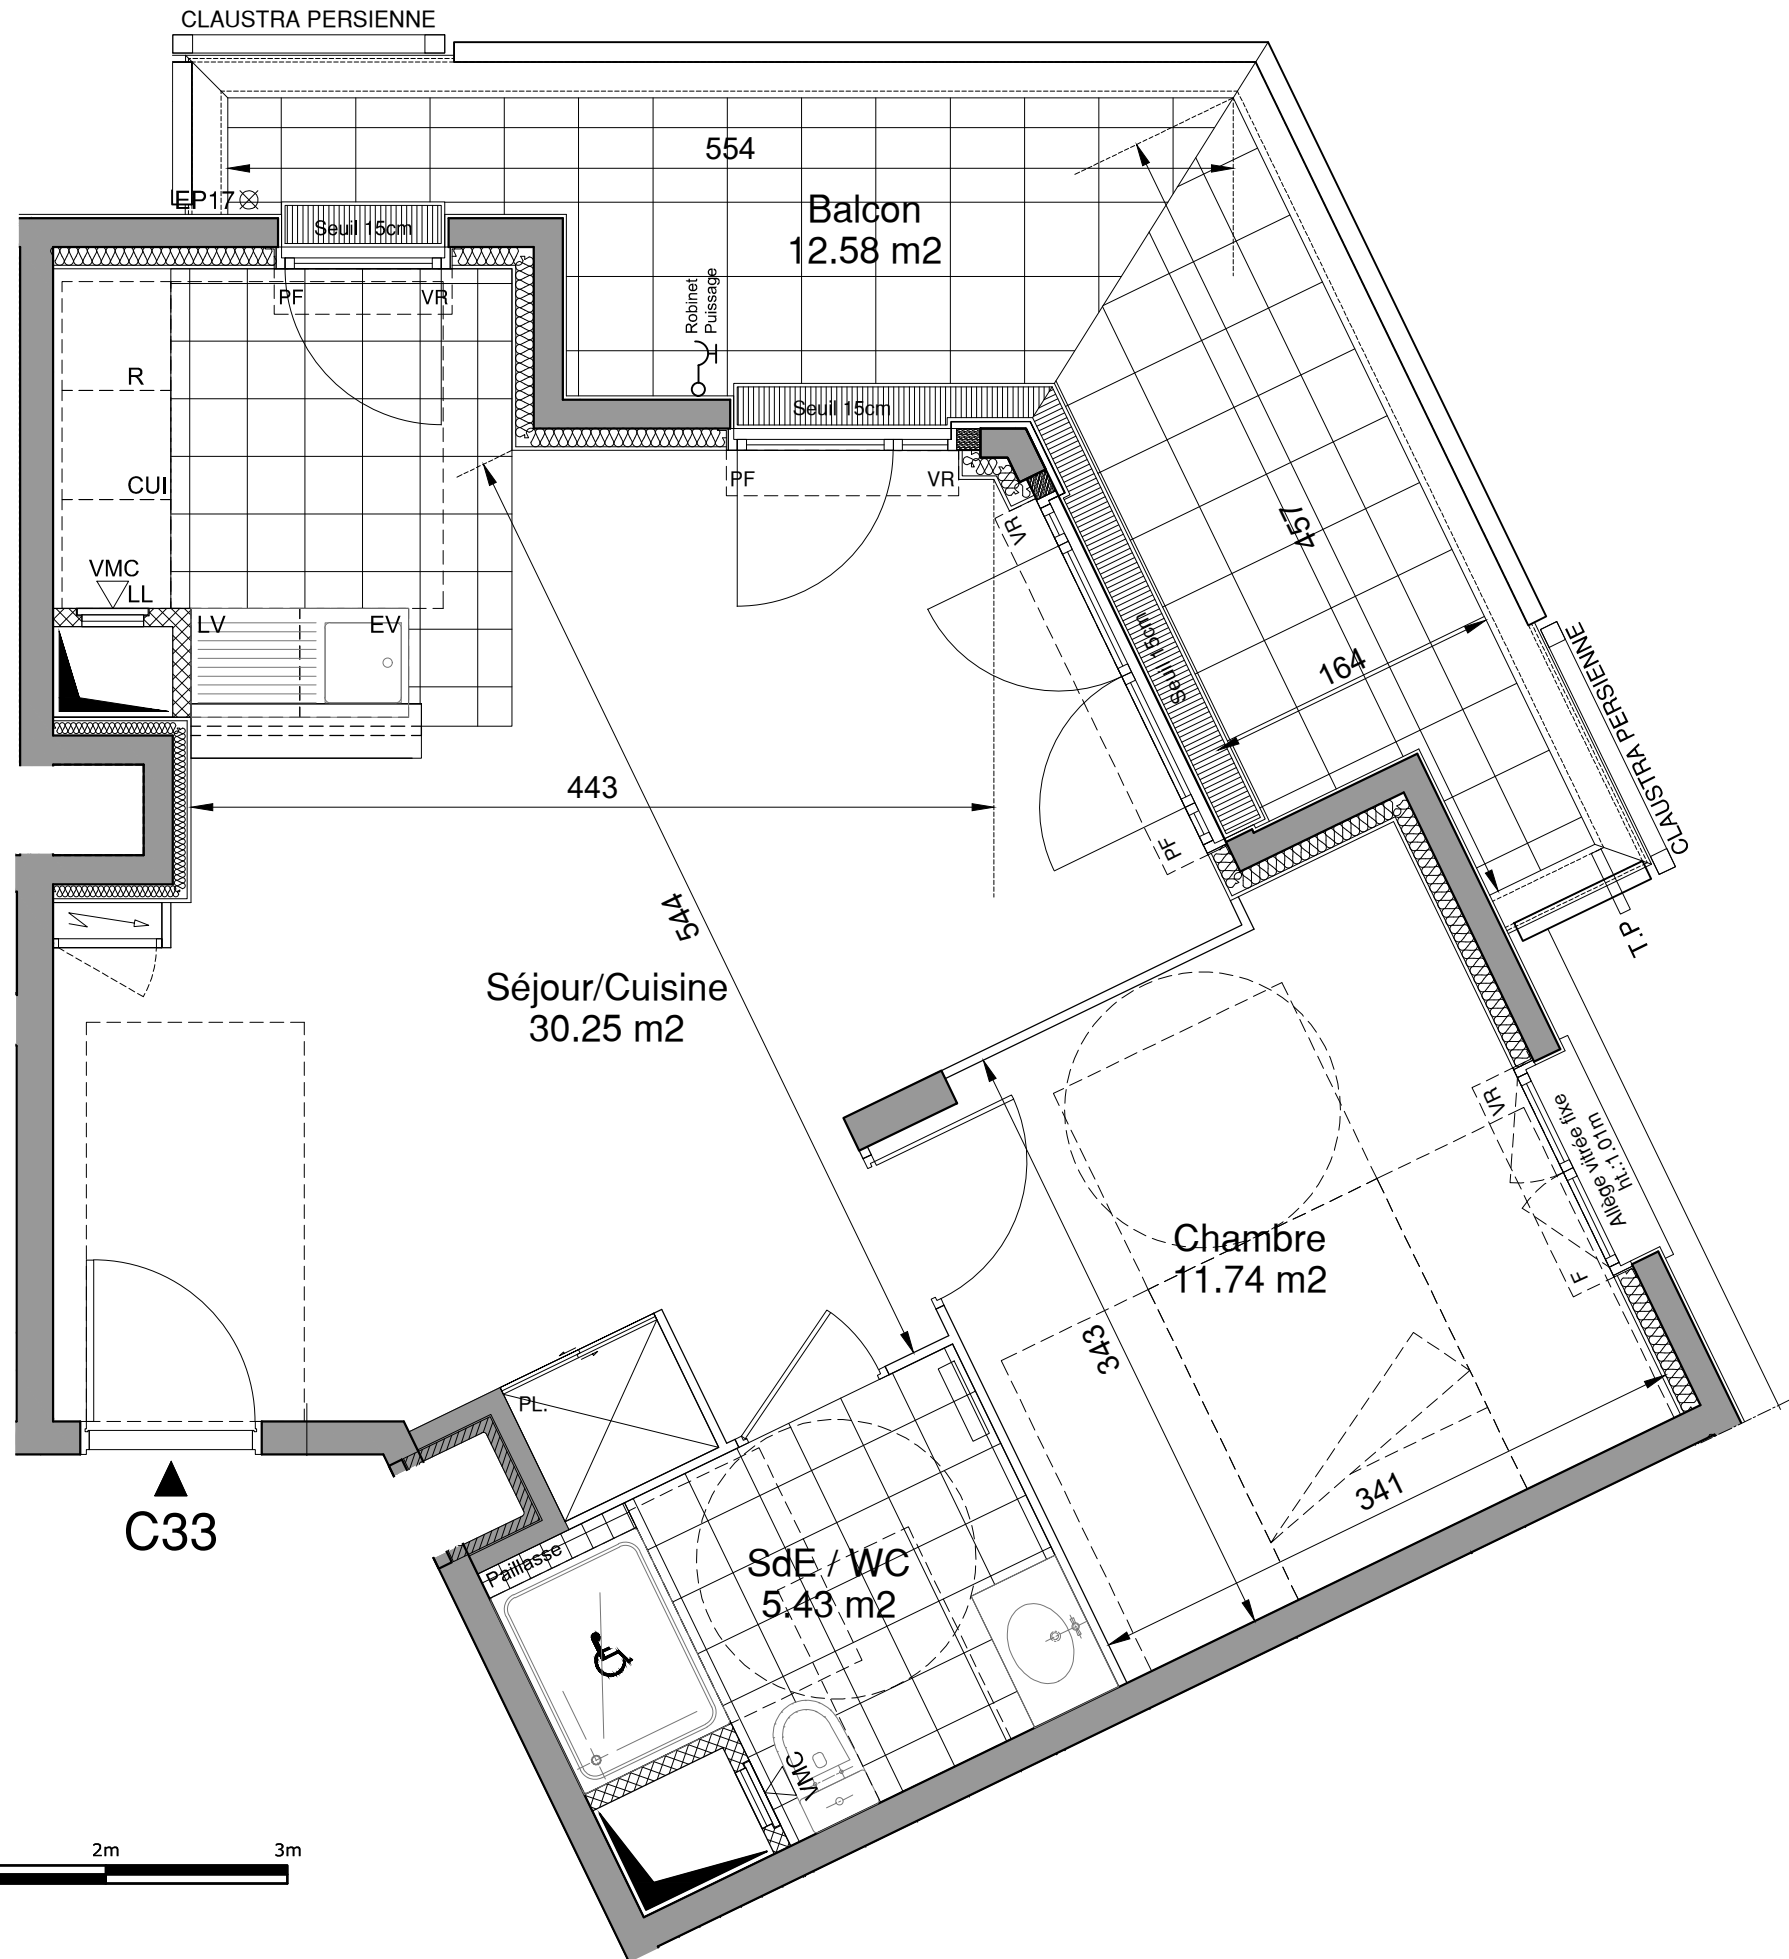 CLAUSTRA PERSIENNE
554
EP17
Seuil 15cm
Balcon
12.58 m2
Robinet
Puissage
PF
VR
R
CUI
VMC
LL
LV
EV
Seuil 15cm
PF
VR
VR
457
Seuil 15cm
164
CLAUSTRA PERSIENNE
PF
T.P
443
544
Séjour/Cuisine
30.25 m2
VR
Allège vitrée fixe
ht.:1.01m
F
Chambre
11.74 m2
343
341
PL.
C33
Paillasse
SdE / WC
5.43 m2
VMC
2m
3m